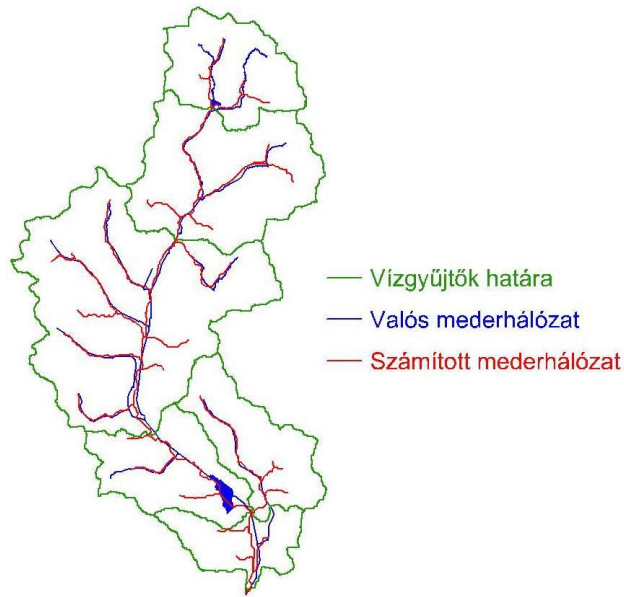 Vízgyűjtők határa
Valós mederhálózat
Számított mederhálózat